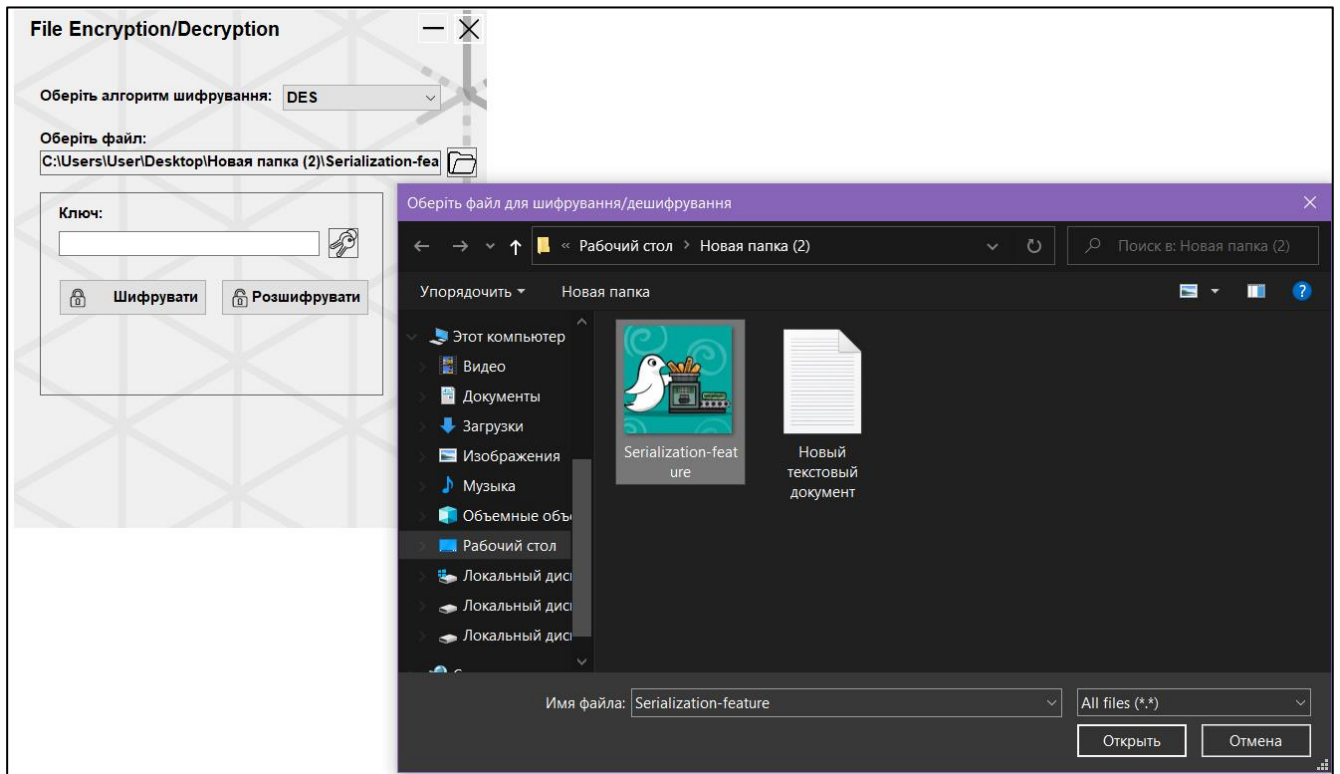 File Encryption/Decryption
Оберіть алгоритм шифрування: DES
Оберіть файл:
C:\Users\User\Desktop\Новая папка (2)\Serialization-fea
Ключ:
Шифрувати Розшифрувати
Оберіть файл для шифрування/дешифрування
« Рабочий стол > Новая папка (2)
Поиск в: Новая папка (2)
Упорядочить Новая папка
Этот компьютер
Видео
Документы
Загрузки
Изображения
Музыка
Объемные объ
Рабочий стол
Локальный дис
Локальный дис
Локальный дис
Serialization-feat
ure
Новый
текстовый
документ
Имя файла: Serialization-feature
All files (*.*)
Открыть Отмена